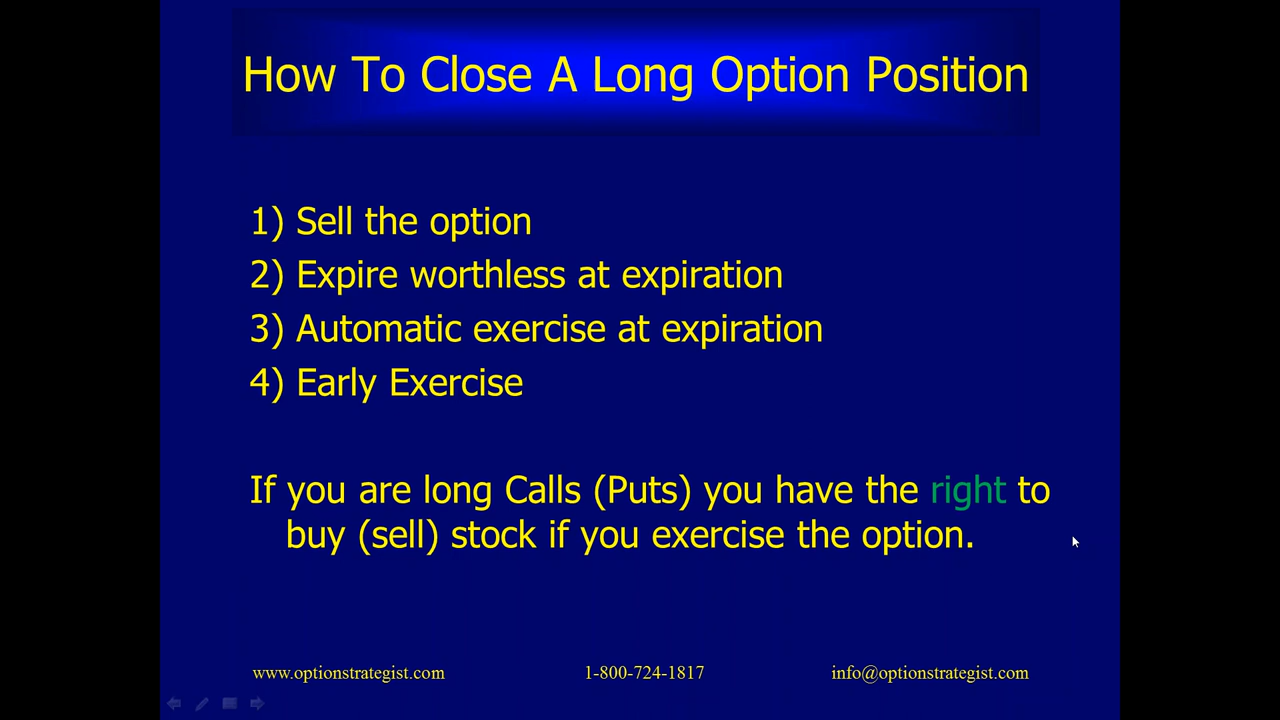 How To Close A Long Option Position
1) Sell the option
2) Expire worthless at expiration
3) Automatic exercise at expiration
4) Early Exercise
If you are long Calls (Puts) you have the right to
buy (sell) stock if you exercise the option.
www.optionstrategist.com 1-800-724-1817 info@optionstrategist.com